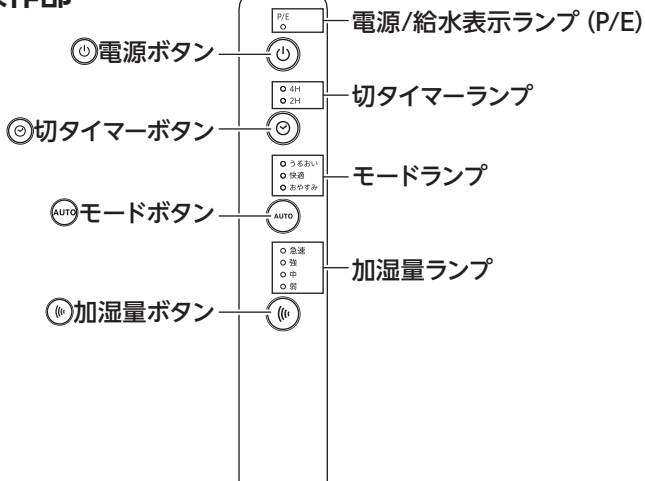 P/E
電源/給水表示ランプ (P/E)
電源ボタン
4H
2H
切タイマーランプ
切タイマーボタン
うるおい
快適
おやすみ
モードランプ
AUTO モードボタン
AUTO
急速
強
中
弱
加湿量ランプ
加湿量ボタン